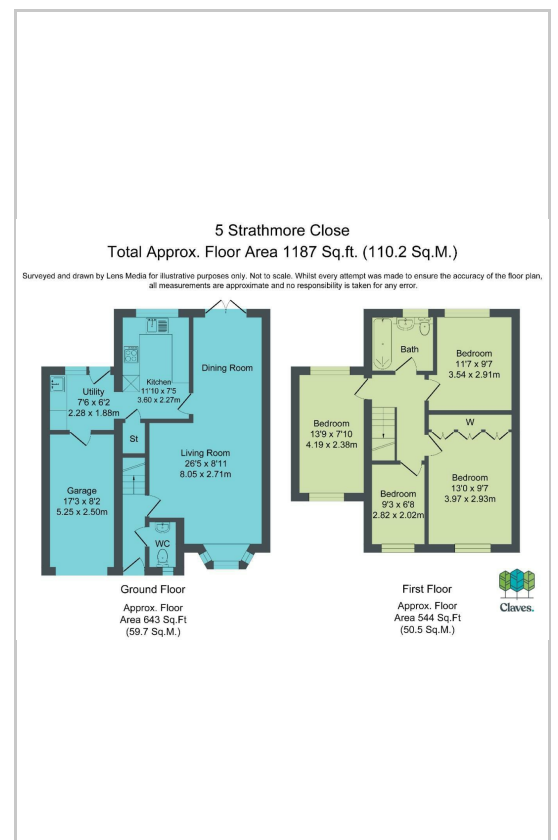 5 Strathmore Close
Total Approx. Floor Area 1187 Sq.ft. (110.2 Sq.M.)
Surveyed and drawn by Lens Media for illustrative purposes only. Not to scale. Whilst every attempt was made to ensure the accuracy of the floor plan,
all measurements are approximate and no responsibility is taken for any error.
Dining Room
Kitchen
11'10 x 7'5
3.60 x 2.27m
Utility
7'6 x 6'2
2.28 x 1.88m
St
Living Room
26'5 x 8'11
8.05 x 2.71m
Garage
17'3 x 8'2
5.25 x 2.50m
WC
Ground Floor
Approx. Floor
Area 643 Sq.Ft
(59.7 Sq.M.)
Bath
Bedroom
11'7 x 9'7
3.54 x 2.91m
Bedroom
13'9 x 7'10
4.19 x 2.38m
W
Bedroom
13'0 x 9'7
3.97 x 2.93m
Bedroom
9'3 x 6'8
2.82 x 2.02m
First Floor
Approx. Floor
Area 544 Sq.Ft
(50.5 Sq.M.)
Claves.